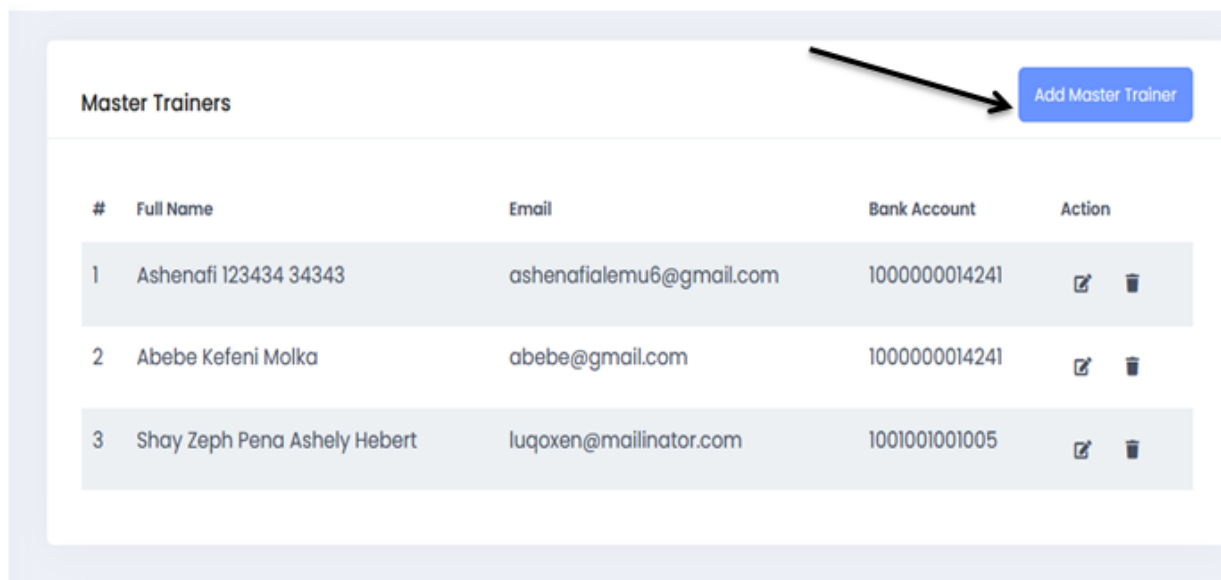 Master Trainers Add Master Trainer
# Full Name Email Bank Account Action
1 Ashenafi 123434 34343 ashenafialemu6@gmail.com 1000000014241
2 Abebe Kefeni Molka abebe@gmail.com 1000000014241
3 Shay Zeph Pena Ashely Hebert luqoxen@mailinator.com 1001001001005